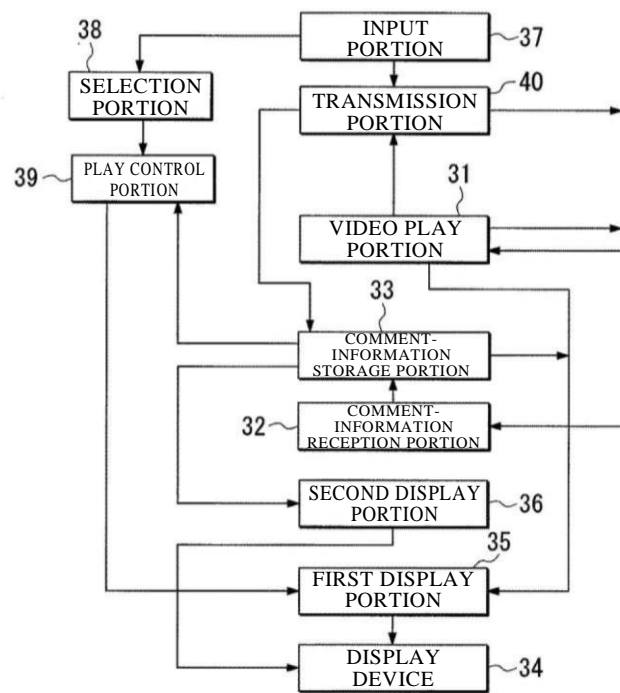 INPUT
PORTION
37
38
SELECTION
PORTION
40
TRANSMISSION
PORTION
39
PLAY CONTROL
PORTION
31
VIDEO PLAY
PORTION
33
COMMENT-
INFORMATION
STORAGE PORTION
32
COMMENT-
INFORMATION
RECEPTION PORTION
SECOND DISPLAY
PORTION
36
35
FIRST DISPLAY
PORTION
DISPLAY
DEVICE
34